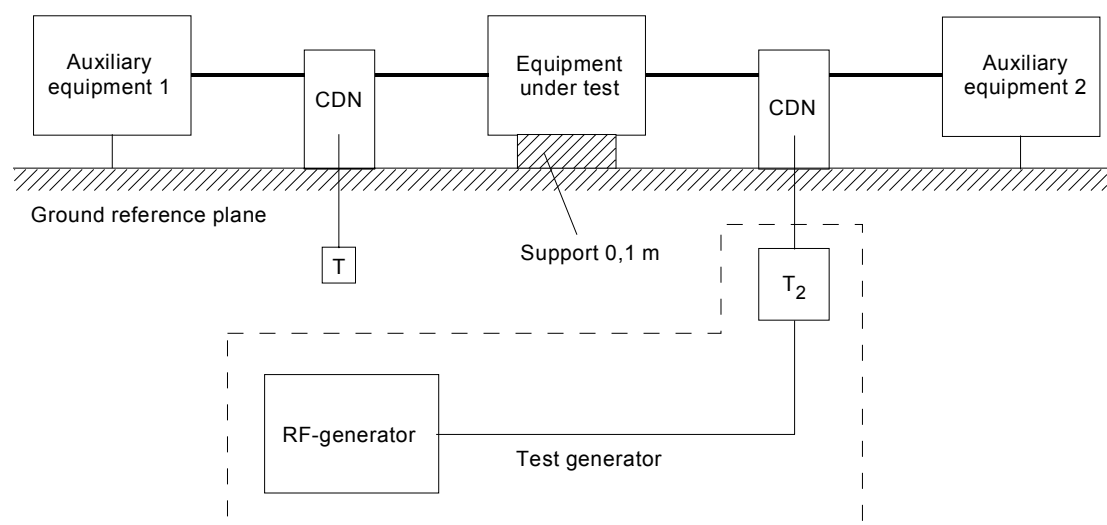 Auxiliary
equipment 1
CDN
Equipment
under test
CDN
Auxiliary
equipment 2
Ground reference plane
Support 0,1 m
T
T2
RF-generator
Test generator